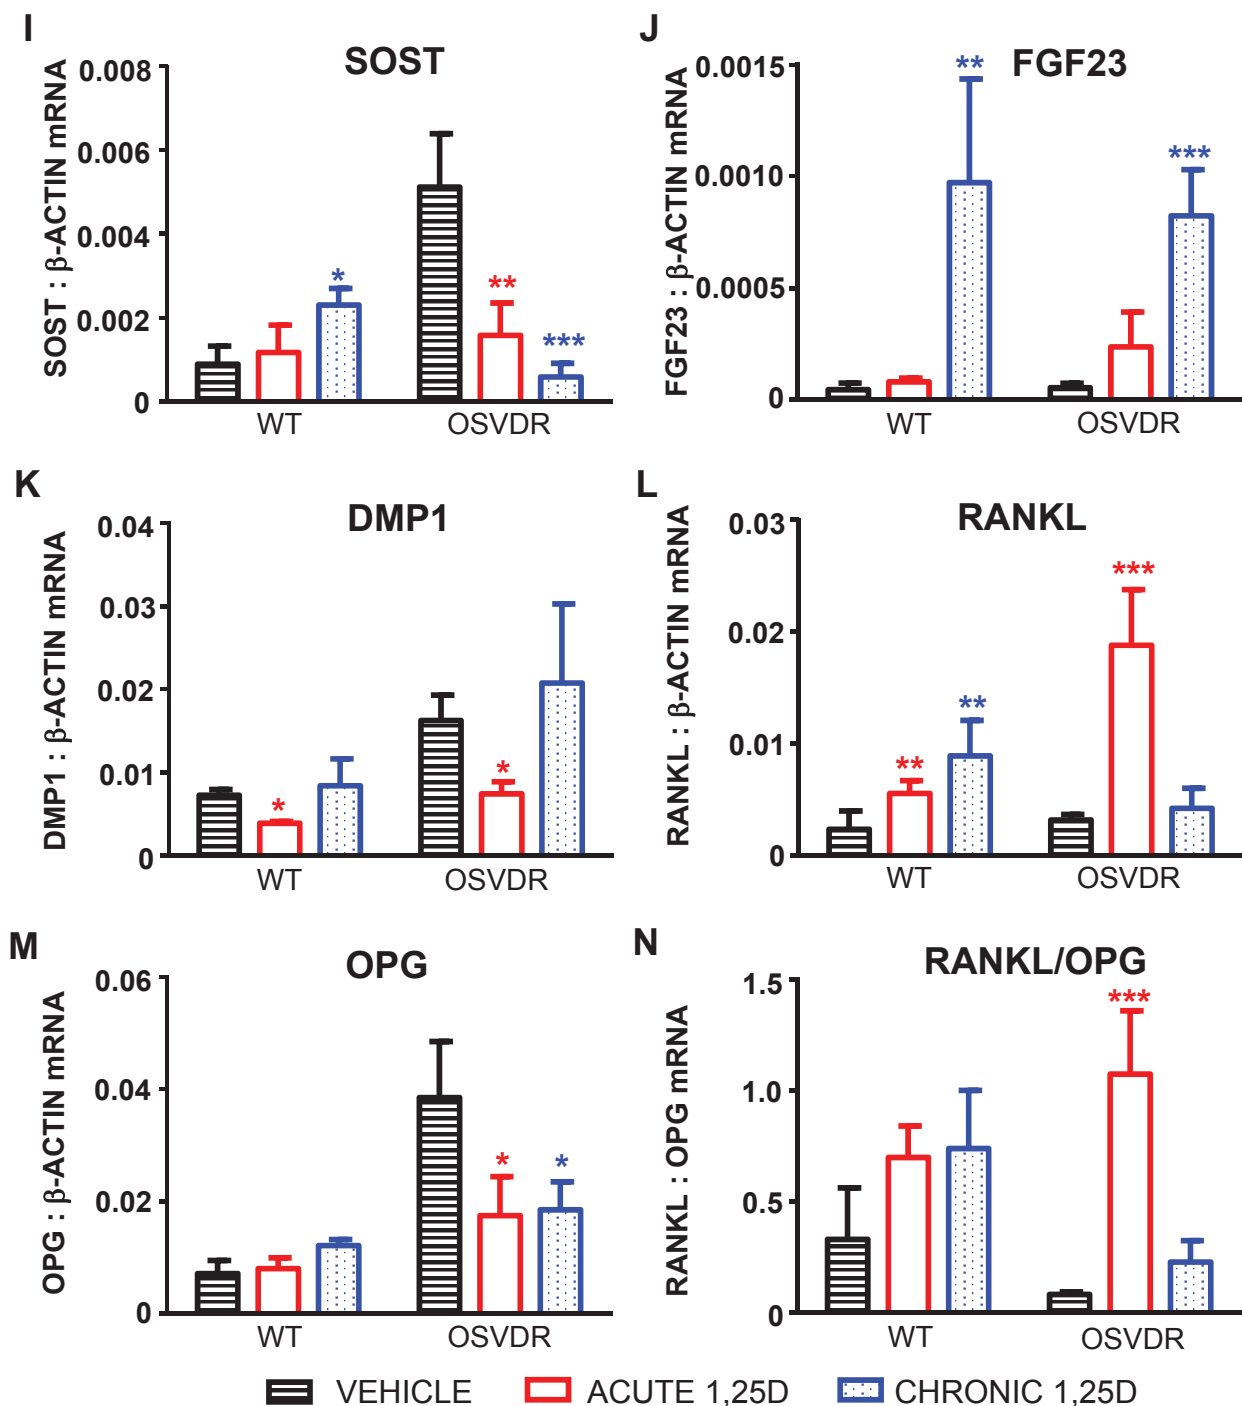 I
SOST
SOST : β-ACTIN mRNA
0.008
0.006
0.004
0.002
0
*
**
***
WT
OSVDR
J
FGF23
FGF23 : β-ACTIN mRNA
0.0015
0.0010
0.0005
0
**
***
WT
OSVDR
K
DMP1
DMP1 : β-ACTIN mRNA
0.04
0.03
0.02
0.01
0
*
*
WT
OSVDR
L
RANKL
RANKL : β-ACTIN mRNA
0.03
0.02
0.01
0
**
**
***
WT
OSVDR
M
OPG
OPG : β-ACTIN mRNA
0.06
0.04
0.02
0
*
*
WT
OSVDR
N
RANKL/OPG
RANKL : OPG mRNA
1.5
1.0
0.5
0
***
WT
OSVDR
VEHICLE ACUTE 1,25D CHRONIC 1,25D